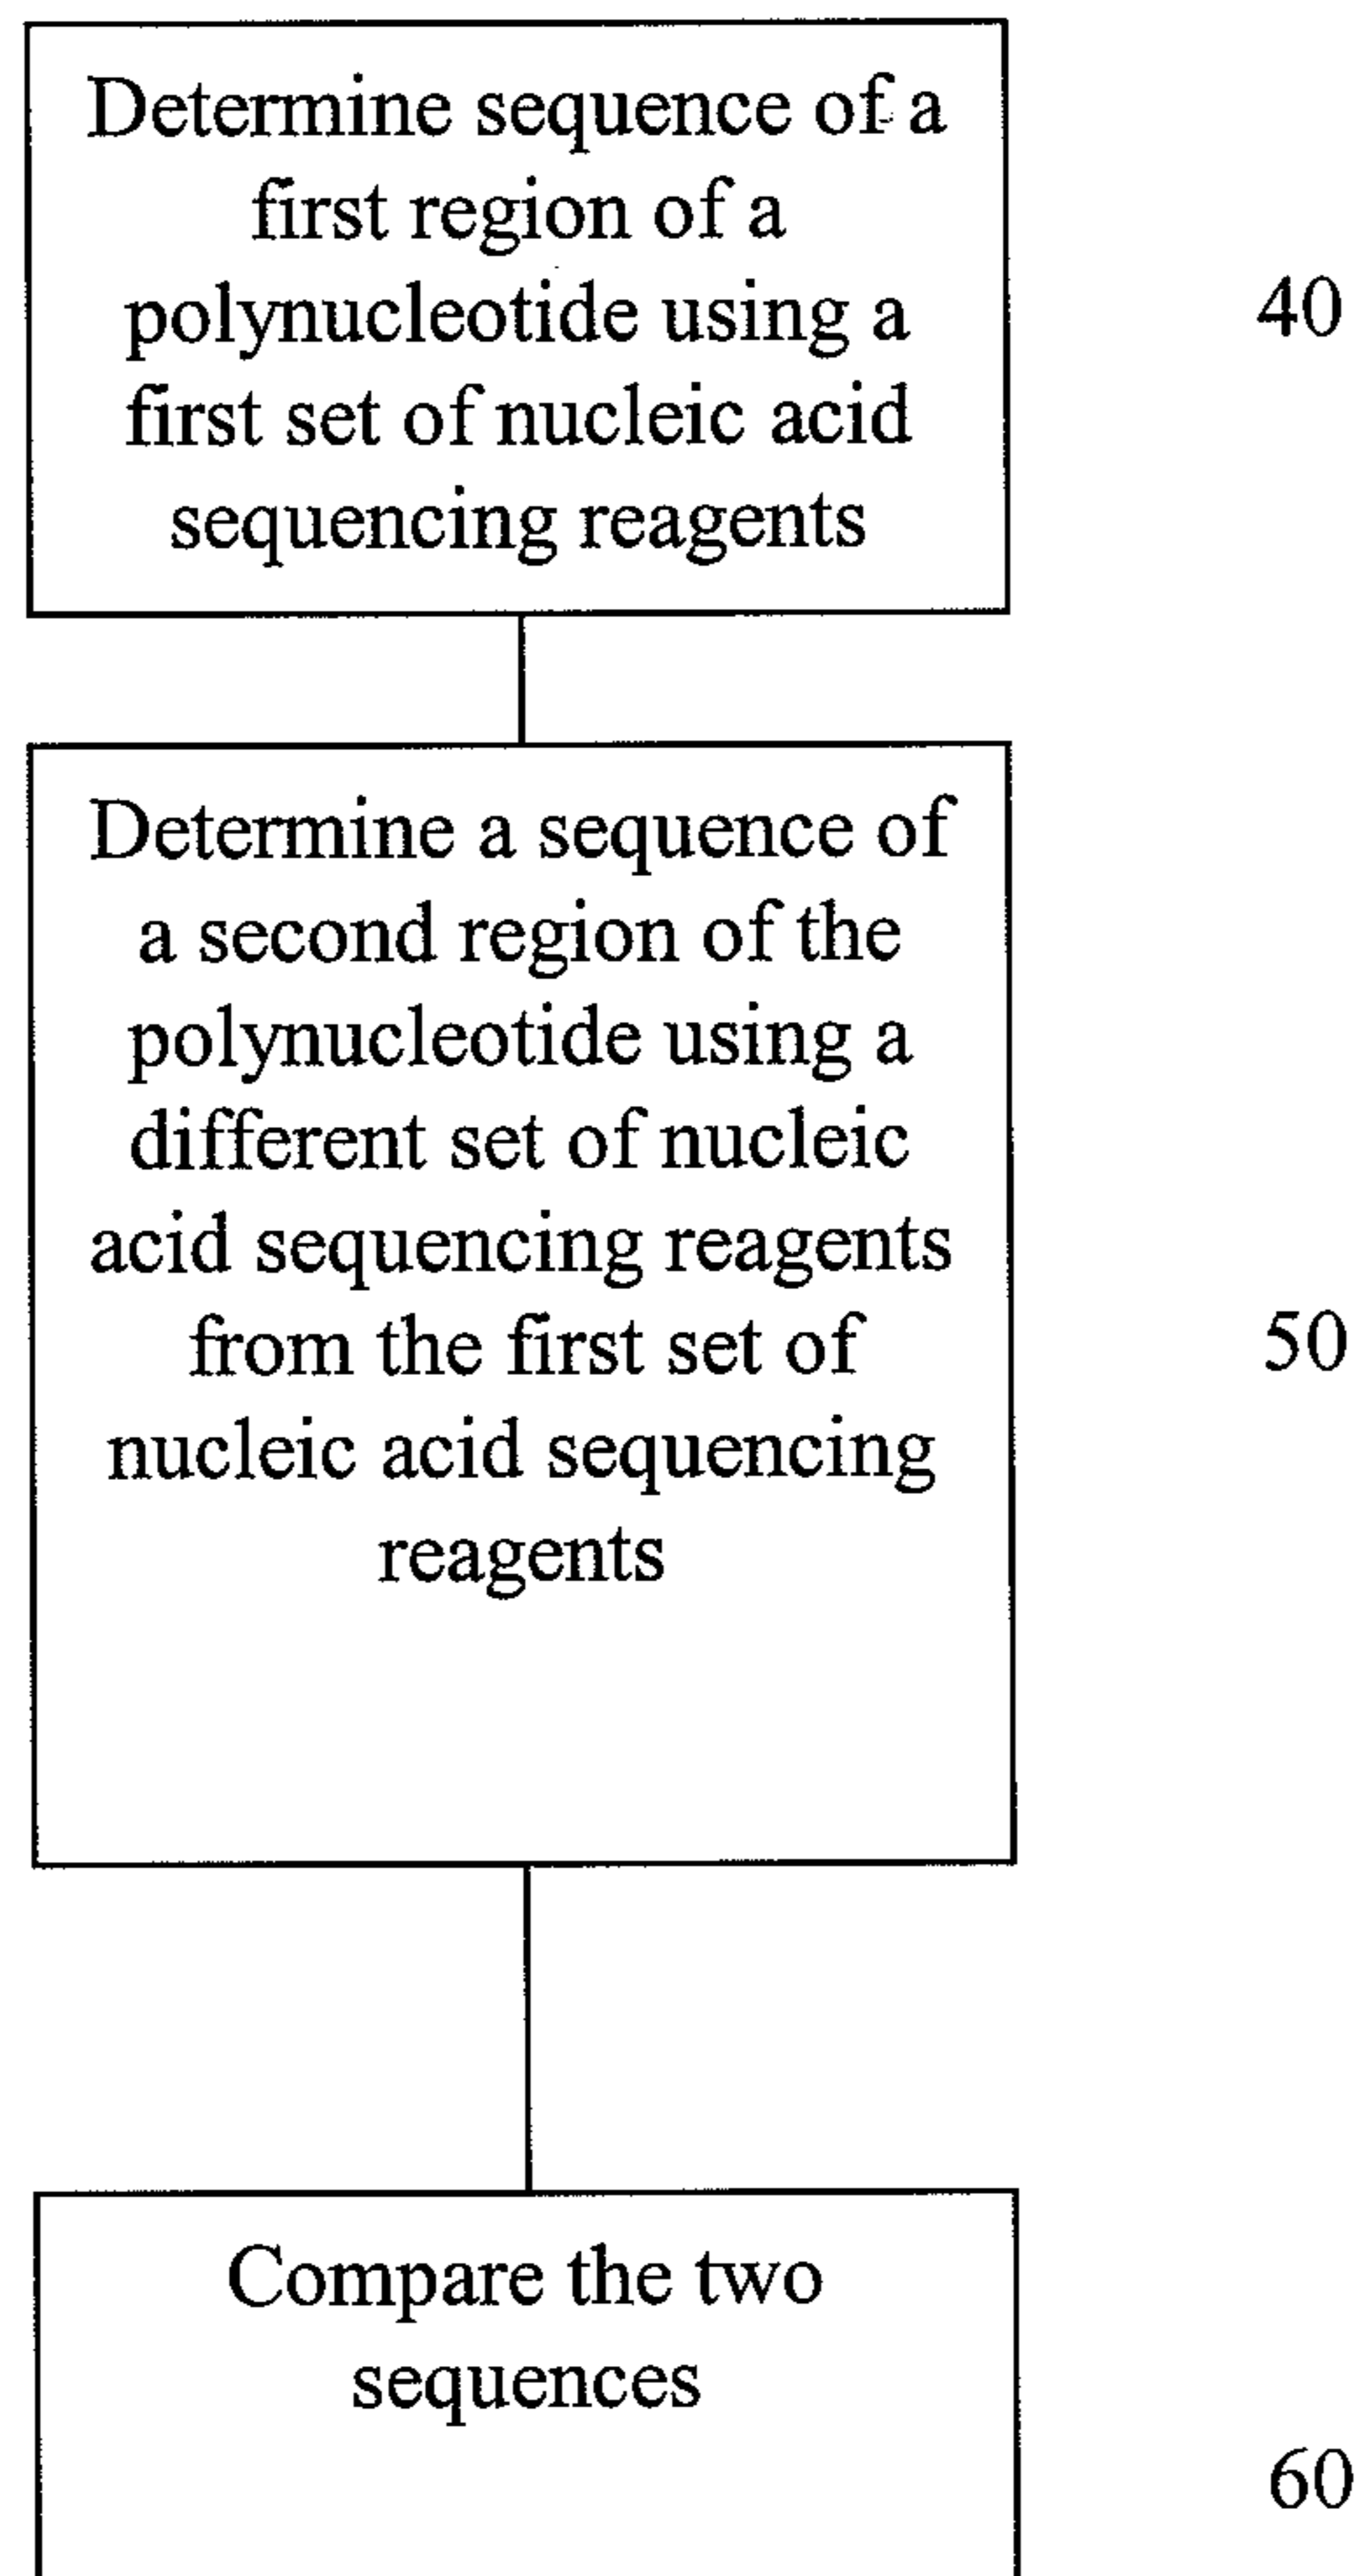 Determine sequence of a
first region of a
polynucleotide using a
first set of nucleic acid
sequencing reagents
40
Determine a sequence of
a second region of the
polynucleotide using a
different set of nucleic
acid sequencing reagents
from the first set of
nucleic acid sequencing
reagents
50
Compare the two
sequences
60